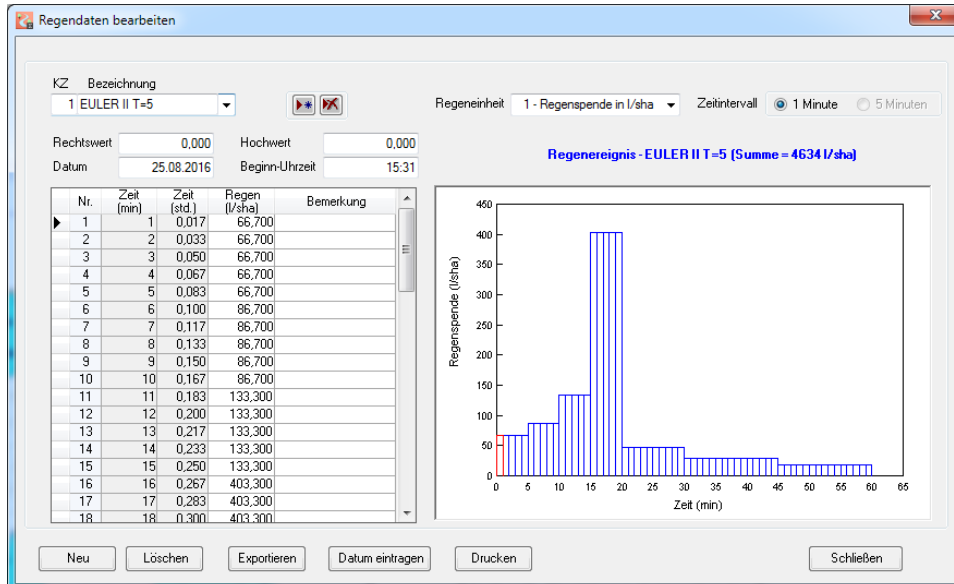 Regendaten bearbeiten
KZ Bezeichnung
1 EULER II T=5
Regeneinheit 1 - Regenspende in l/sha Zeitintervall 1 Minute 5 Minuten
Rechtswert 0,000 Hochwert 0,000
Datum 25.08.2016 Beginn-Uhrzeit 15:31
Regenereignis - EULER II T=5 (Summe = 4634 l/sha)
Nr. Zeit (min) Zeit (std.) Regen (l/sha) Bemerkung
1 1 0,017 66,700
2 2 0,033 66,700
3 3 0,050 66,700
4 4 0,067 66,700
5 5 0,083 66,700
6 6 0,100 86,700
7 7 0,117 86,700
8 8 0,133 86,700
9 9 0,150 86,700
10 10 0,167 86,700
11 11 0,183 133,300
12 12 0,200 133,300
13 13 0,217 133,300
14 14 0,233 133,300
15 15 0,250 133,300
16 16 0,267 403,300
17 17 0,283 403,300
18 18 0,300 403,300
Regenspende (l/sha)
450
400
350
300
250
200
150
100
50
0
0 5 10 15 20 25 30 35 40 45 50 55 60 65
Zeit (min)
Neu Löschen Exportieren Datum eintragen Drucken Schließen